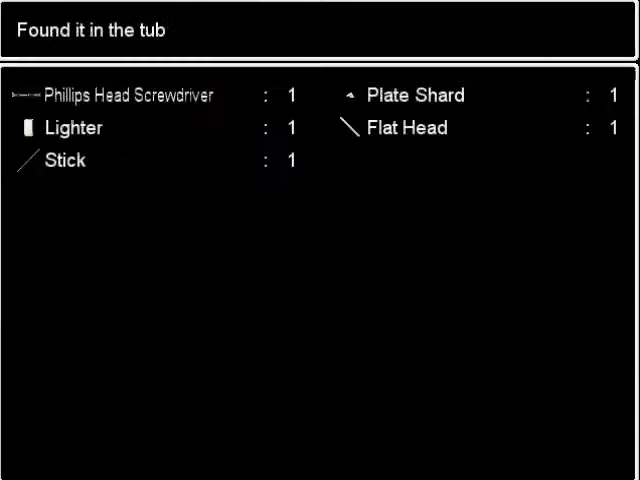 Found it in the tub
Phillips Head Screwdriver : 1 Plate Shard : 1
Lighter : 1 Flat Head : 1
Stick : 1